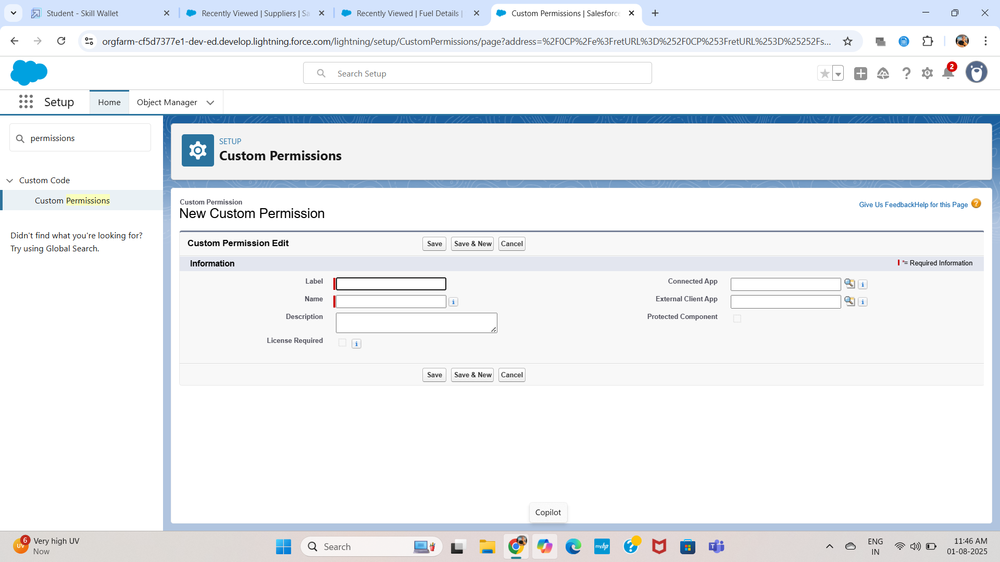 Student - Skill Wallet
Recently Viewed | Suppliers | Sa
Recently Viewed | Fuel Details |
Custom Permissions | Salesforce
orgfarm-cf5d7377e1-dev-ed.develop.lightning.force.com/lightning/setup/CustomPermissions/page?address=%2F0CP%2Fe%3FretURL%3D%252F0CP%253FretURL%253D%25252Fs...
Search Setup
2
Setup
Home
Object Manager
permissions
SETUP
Custom Permissions
Custom Code
Custom Permissions
Didn't find what you're looking for?
Try using Global Search.
Custom Permission
New Custom Permission
Give Us Feedback Help for this Page
Custom Permission Edit
Save
Save & New
Cancel
Information
*= Required Information
Label
Connected App
Name
External Client App
Description
Protected Component
License Required
Save
Save & New
Cancel
Copilot
6
UV
Very high UV
Now
Search
myhp
ENG
IN
11:46 AM
01-08-2025